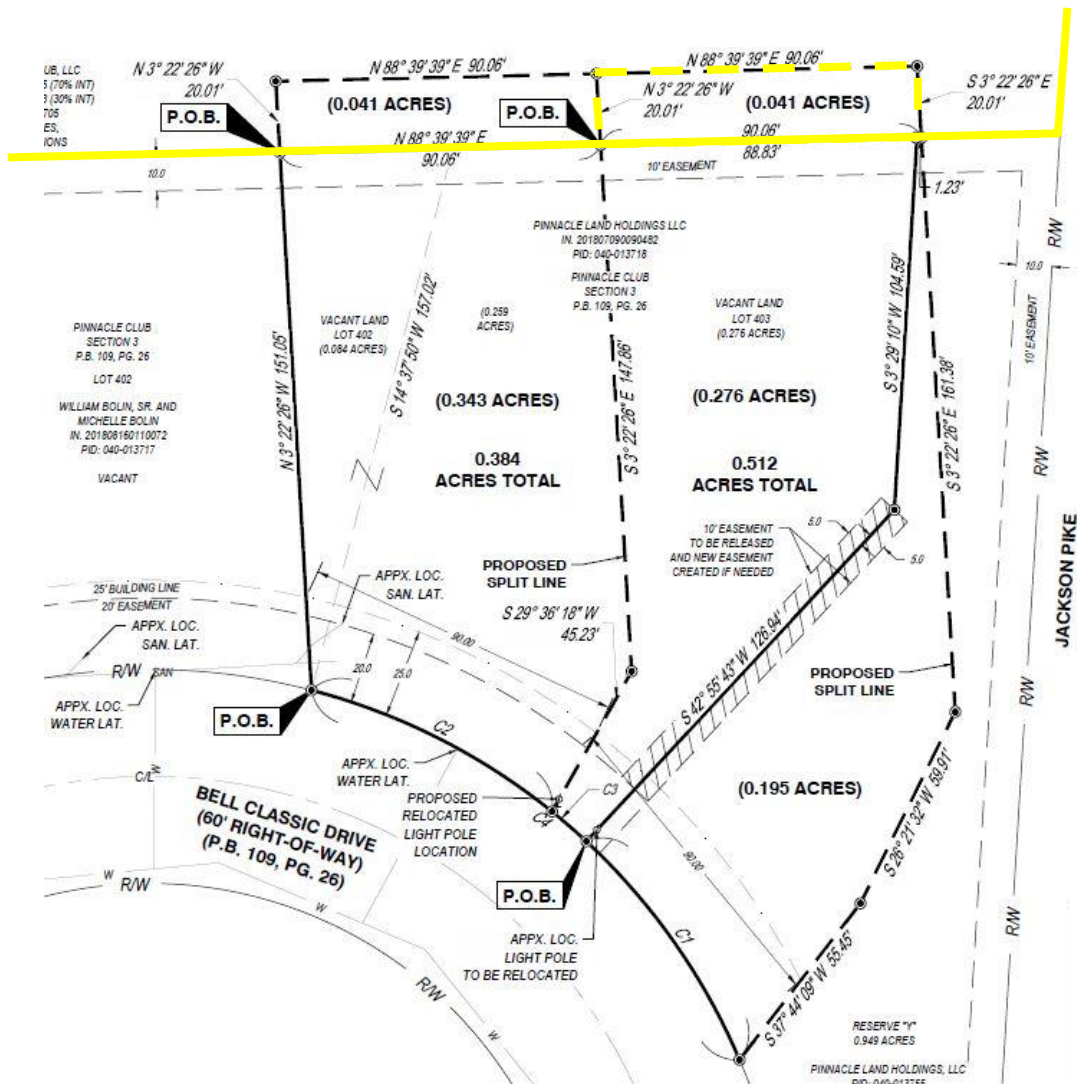 UB, LLC
(70% INT)
(30% INT)
705
ES,
IONS
N 3° 22' 26" W
20.01'
P.O.B.
N 88° 39' 39" E 90.06'
(0.041 ACRES)
P.O.B.
N 88° 39' 39" E
90.06'
N 88° 39' 39" E 90.06'
N 3° 22' 26" W
20.01'
(0.041 ACRES)
S 3° 22' 26" E
20.01'
90.06'
88.83'
10' EASEMENT
1.23'
10.0
10.0
R/W
10' EASEMENT
PINNACLE LAND HOLDINGS LLC
IN. 201807090090482
PID: 040-013718
PINNACLE CLUB
SECTION 3
P.B. 109, PG. 26
PINNACLE CLUB
SECTION 3
P.B. 109, PG. 26
LOT 402
WILLIAM BOLIN, SR. AND
MICHELLE BOLIN
IN. 201808160110072
PID: 040-013717
VACANT
N 3° 22' 26" W 151.05'
VACANT LAND
LOT 402
(0.084 ACRES)
S 14° 37' 50" W 157.02'
(0.259
ACRES)
(0.343 ACRES)
0.384
ACRES TOTAL
S 3° 22' 26" E 147.86'
VACANT LAND
LOT 403
(0.276 ACRES)
(0.276 ACRES)
0.512
ACRES TOTAL
S 3° 29' 10" W 104.59'
S 3° 22' 26" E 161.38'
R/W
JACKSON PIKE
10' EASEMENT
TO BE RELEASED
AND NEW EASEMENT
CREATED IF NEEDED
5.0
5.0
PROPOSED
SPLIT LINE
S 29° 36' 18" W
45.23'
S 42° 55' 43" W 126.94'
PROPOSED
SPLIT LINE
25' BUILDING LINE
20' EASEMENT
APPX. LOC.
SAN. LAT.
APPX. LOC.
SAN. LAT.
R/W
SAN
APPX. LOC.
WATER LAT.
90.00
20.0
25.0
P.O.B.
C2
APPX. LOC.
WATER LAT.
PROPOSED
RELOCATED
LIGHT POLE
LOCATION
C3
C4
R/W
(0.195 ACRES)
S 26° 21' 32" W 59.91'
C/L
W
W
BELL CLASSIC DRIVE
(60' RIGHT-OF-WAY)
(P.B. 109, PG. 26)
W
R/W
W
P.O.B.
APPX. LOC.
LIGHT POLE
TO BE RELOCATED
C1
90.00
S 37° 44' 09" W 55.45'
R/W
R/W
W
RESERVE "Y"
0.949 ACRES
PINNACLE LAND HOLDINGS, LLC
PID: 040-013755